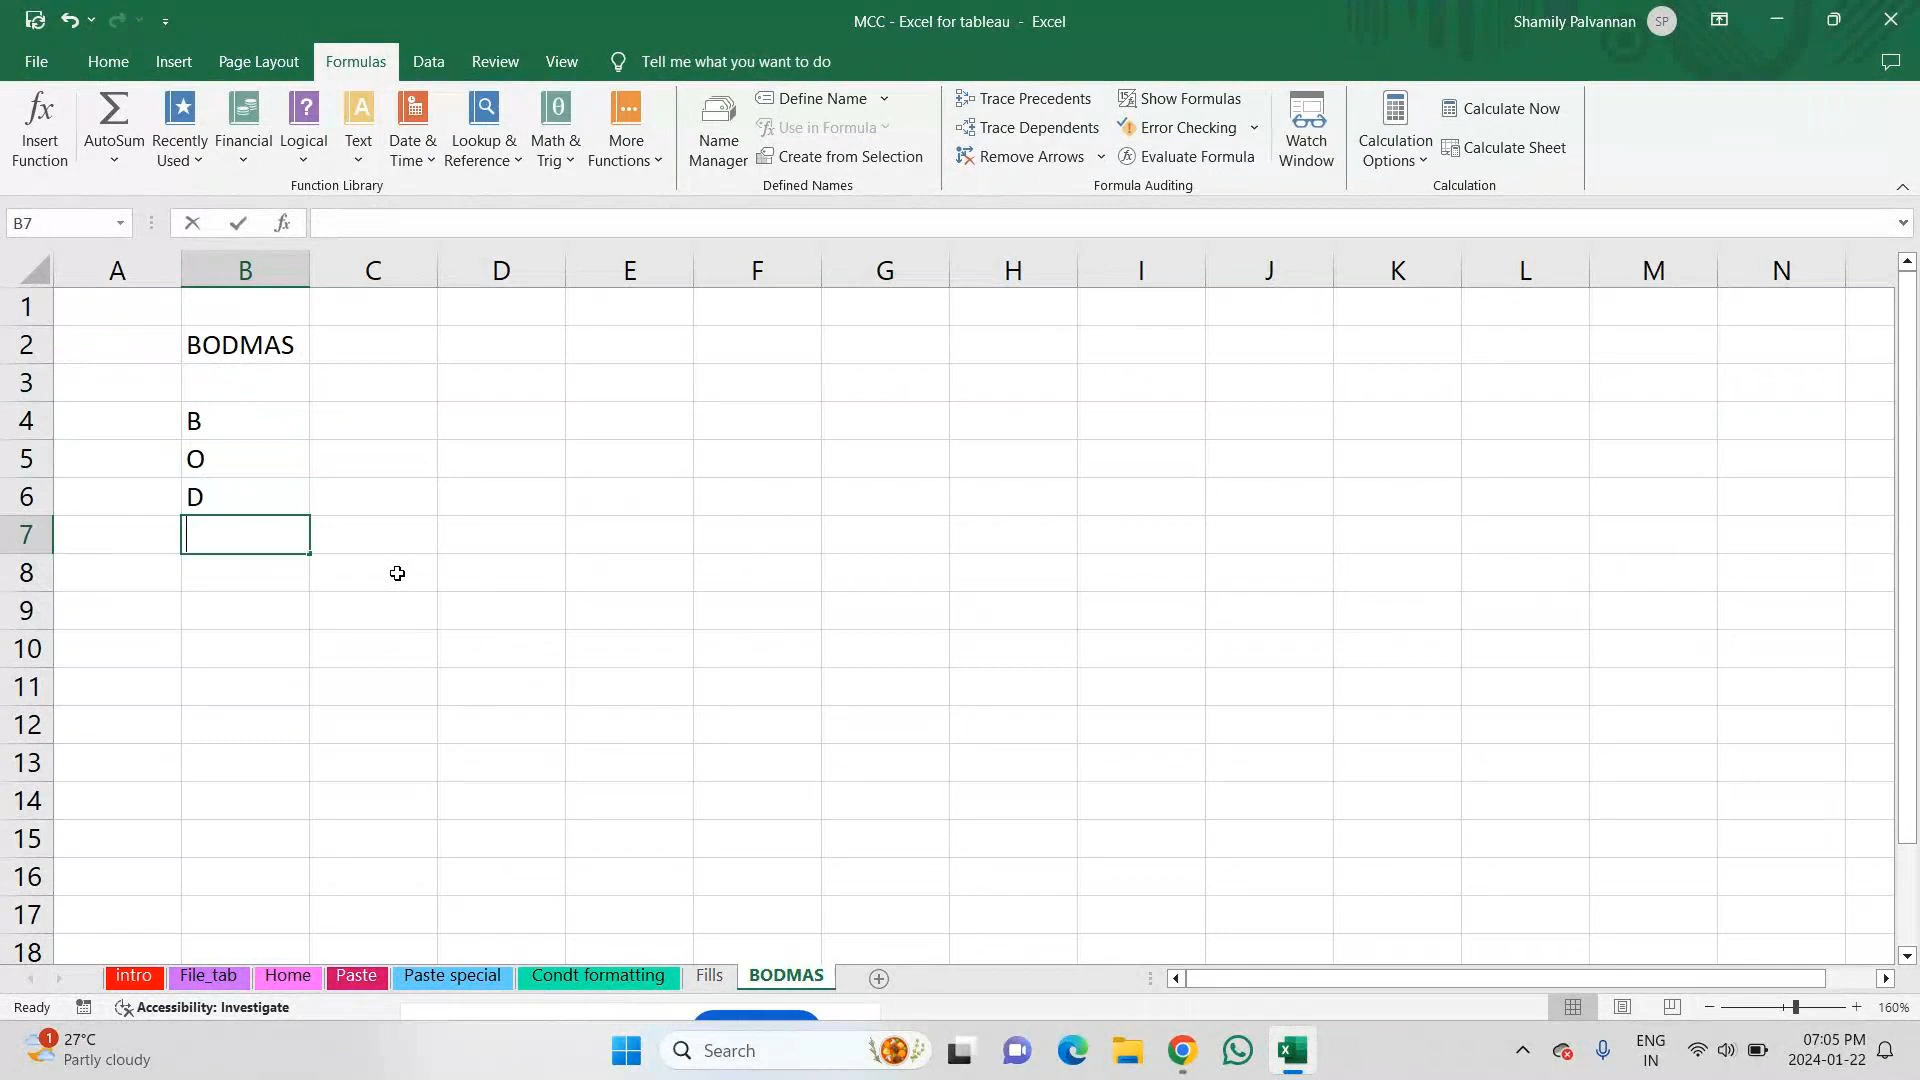 MCC - Excel for tableau - Excel
Shamily Palvannan SP
File Home Insert Page Layout Formulas Data Review View Tell me what you want to do
Insert Function
AutoSum
Recently Used
Financial
Logical
Text
Date & Time
Lookup & Reference
Math & Trig
More Functions
Function Library
Name Manager
Define Name
Use in Formula
Create from Selection
Defined Names
Trace Precedents
Trace Dependents
Remove Arrows
Show Formulas
Error Checking
Evaluate Formula
Formula Auditing
Watch Window
Calculation Options
Calculate Now
Calculate Sheet
Calculation
B7 fx
A B C D E F G H I J K L M N
1
2 BODMAS
3
4 B
5 O
6 D
7
8
9
10
11
12
13
14
15
16
17
18
intro File_tab Home Paste Paste special Condt formatting Fills BODMAS
Ready Accessibility: Investigate 160%
1 27°C
Partly cloudy
Search
ENG
IN
07:05 PM
2024-01-22